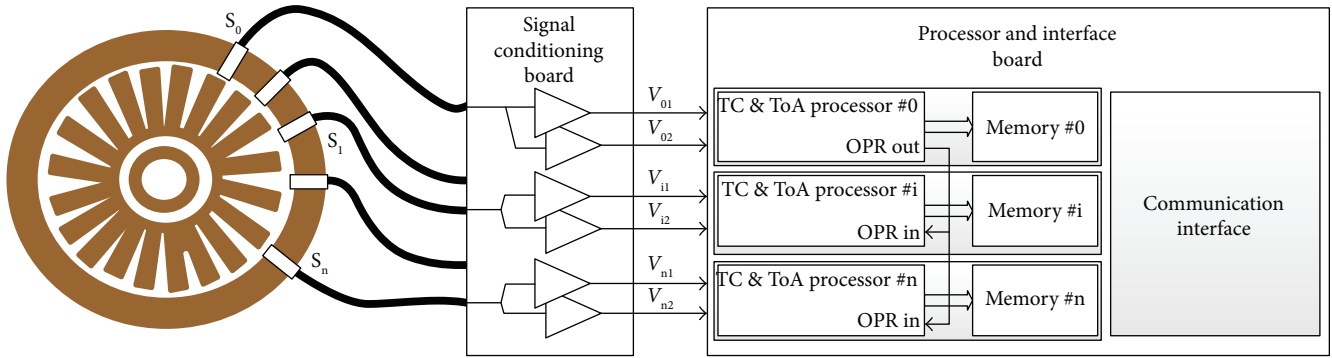 S0
S1
Sn
Signal
conditioning
board
V01
V02
Vi1
Vi2
Vn1
Vn2
Processor and interface
board
TC & ToA processor #0
OPR out
Memory #0
TC & ToA processor #i
OPR in
Memory #i
TC & ToA processor #n
OPR in
Memory #n
Communication
interface